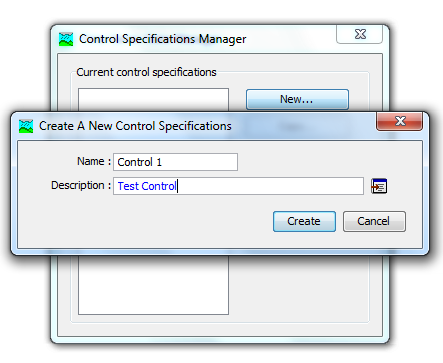 Control Specifications Manager
Current control specifications
New...
Create A New Control Specifications
Name : Control 1
Description : Test Control
Create Cancel